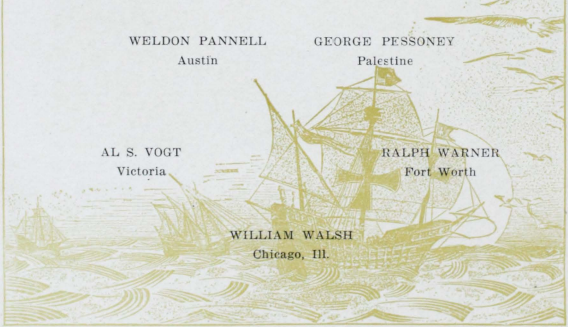 WELDON PANNELL GEORGE PESSONEY
Austin Palestine
AL S. VOGT RALPH WARNER
Victoria Fort Worth
WILLIAM WALSH
Chicago, Ill.